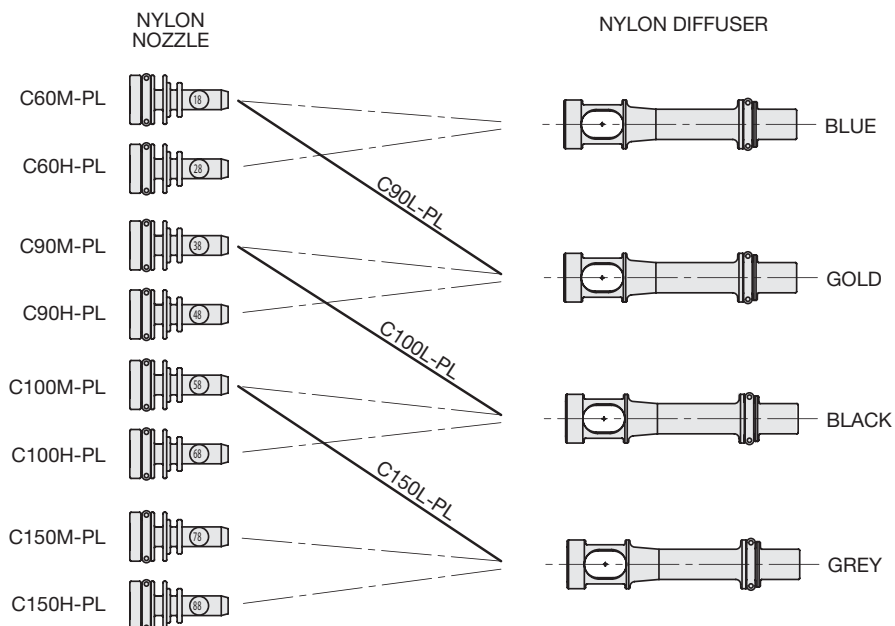 NYLON
NOZZLE
NYLON DIFFUSER
C60M-PL
18
BLUE
C60H-PL
28
C90L-PL
C90M-PL
38
GOLD
C90H-PL
48
C100L-PL
C100M-PL
58
BLACK
C100H-PL
68
C150L-PL
C150M-PL
78
GREY
C150H-PL
88